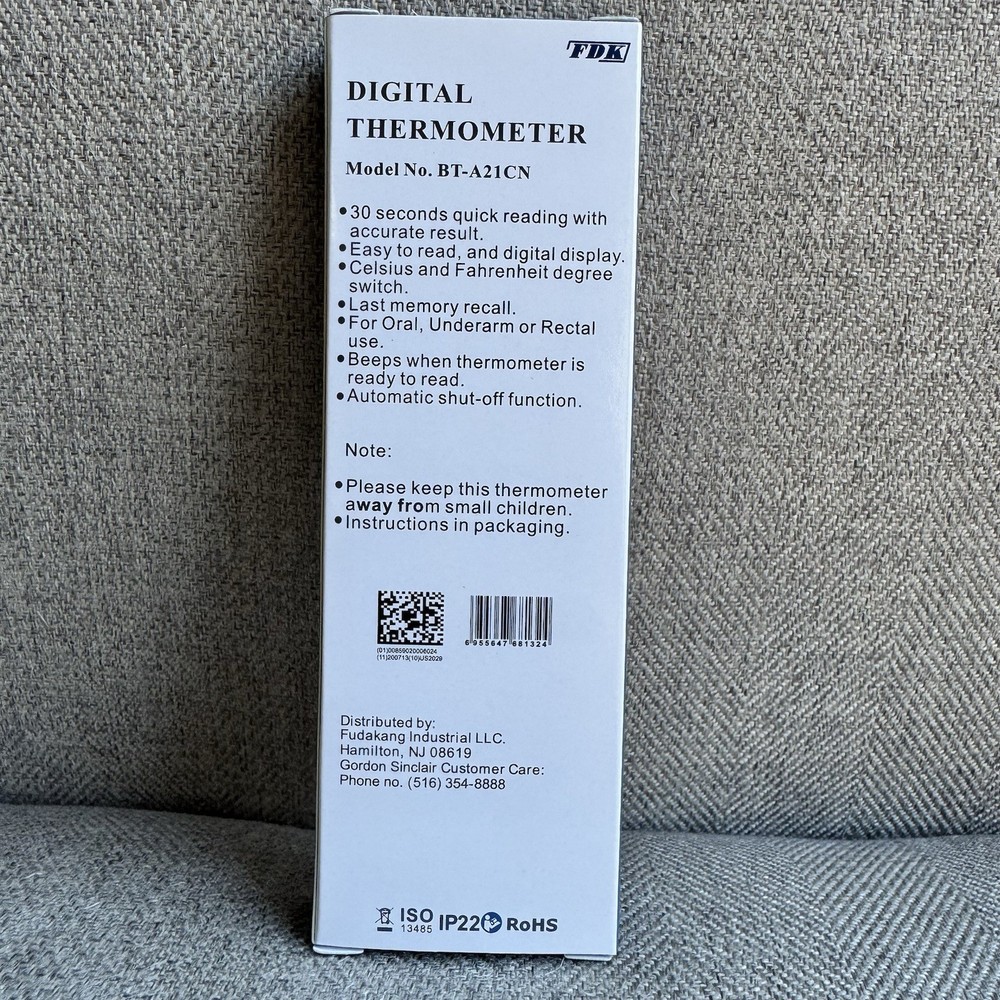 FDK
DIGITAL
THERMOMETER
Model No. BT-A21CN
• 30 seconds quick reading with
accurate result.
• Easy to read, and digital display.
• Celsius and Fahrenheit degree
switch.
• Last memory recall.
• For Oral, Underarm or Rectal
use.
• Beeps when thermometer is
ready to read.
• Automatic shut-off function.
Note:
• Please keep this thermometer
away from small children.
• Instructions in packaging.
6 955647 681324
(01)00859020006024
(11)200713(10)US2029
Distributed by:
Fudakang Industrial LLC.
Hamilton, NJ 08619
Gordon Sinclair Customer Care:
Phone no. (516) 354-8888
ISO
13485
IP22
RoHS